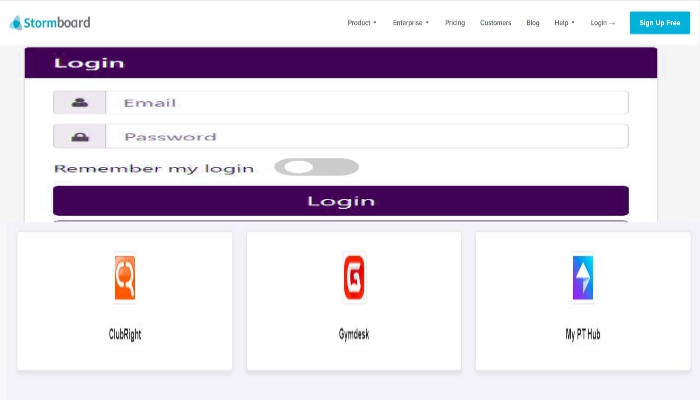 Stormboard
Product Enterprise Pricing Customers Blog Help Login → Sign Up Free
Login
Email
Password
Remember my login
Login
ClubRight Gymdesk My PT Hub